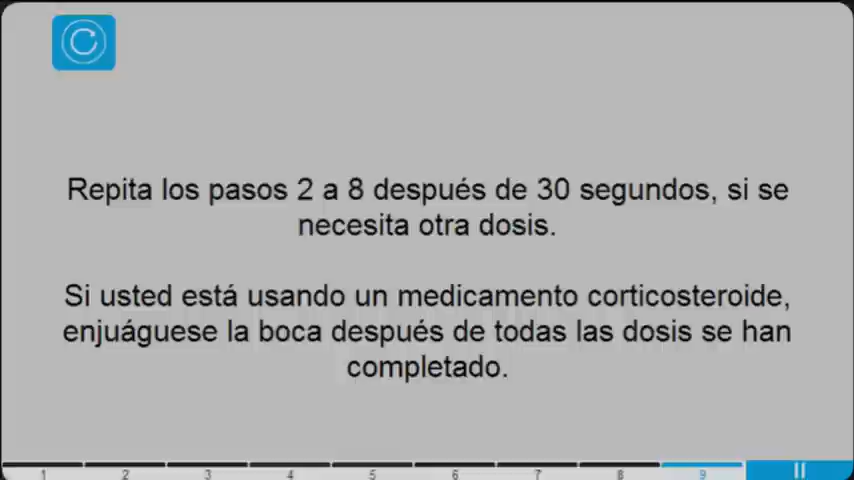 Repita los pasos 2 a 8 después de 30 segundos, si se
necesita otra dosis.
Si usted está usando un medicamento corticosteroide,
enjuáguese la boca después de todas las dosis se han
completado.
1 2 3 4 5 6 7 8 9